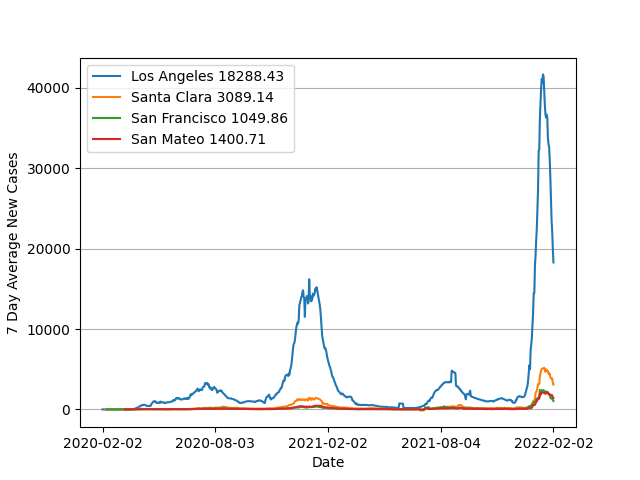 Los Angeles 18288.43
Santa Clara 3089.14
San Francisco 1049.86
San Mateo 1400.71
7 Day Average New Cases
40000
30000
20000
10000
0
2020-02-02 2020-08-03 2021-02-02 2021-08-04 2022-02-02
Date